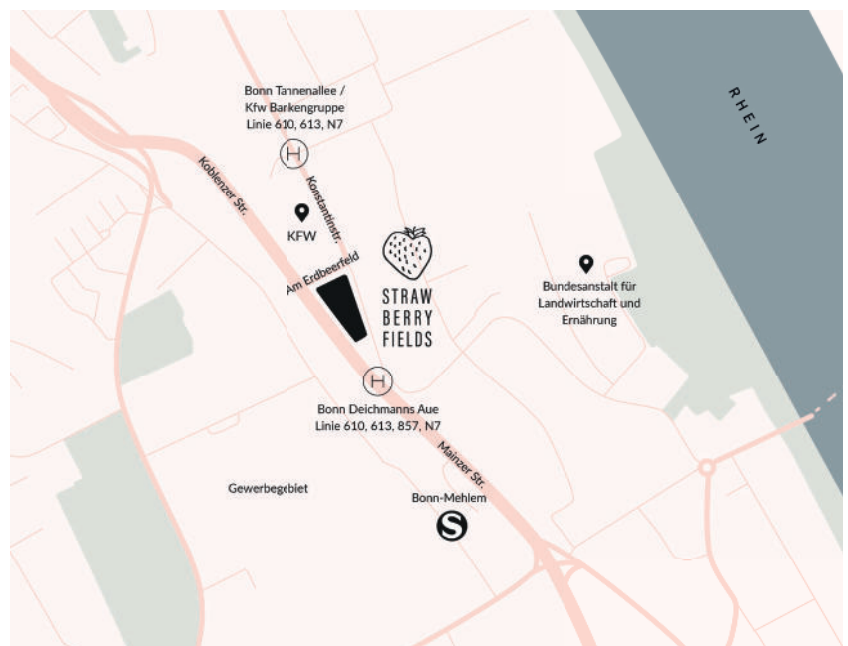 Bonn Tannenallee /
Kfw Barkengruppe
Linie 610, 613, N7
H
RHEIN
Koblenzer Str.
Konstantinstr.
KFW
Am Erdbeerfeld
STRAW
BERRY
FIELDS
Bundesanstalt für
Landwirtschaft und
Ernährung
H
Bonn Deichmanns Aue
Linie 610, 613, 857, N7
Mainzer Str.
Gewerbegebiet
Bonn-Mehlem
S